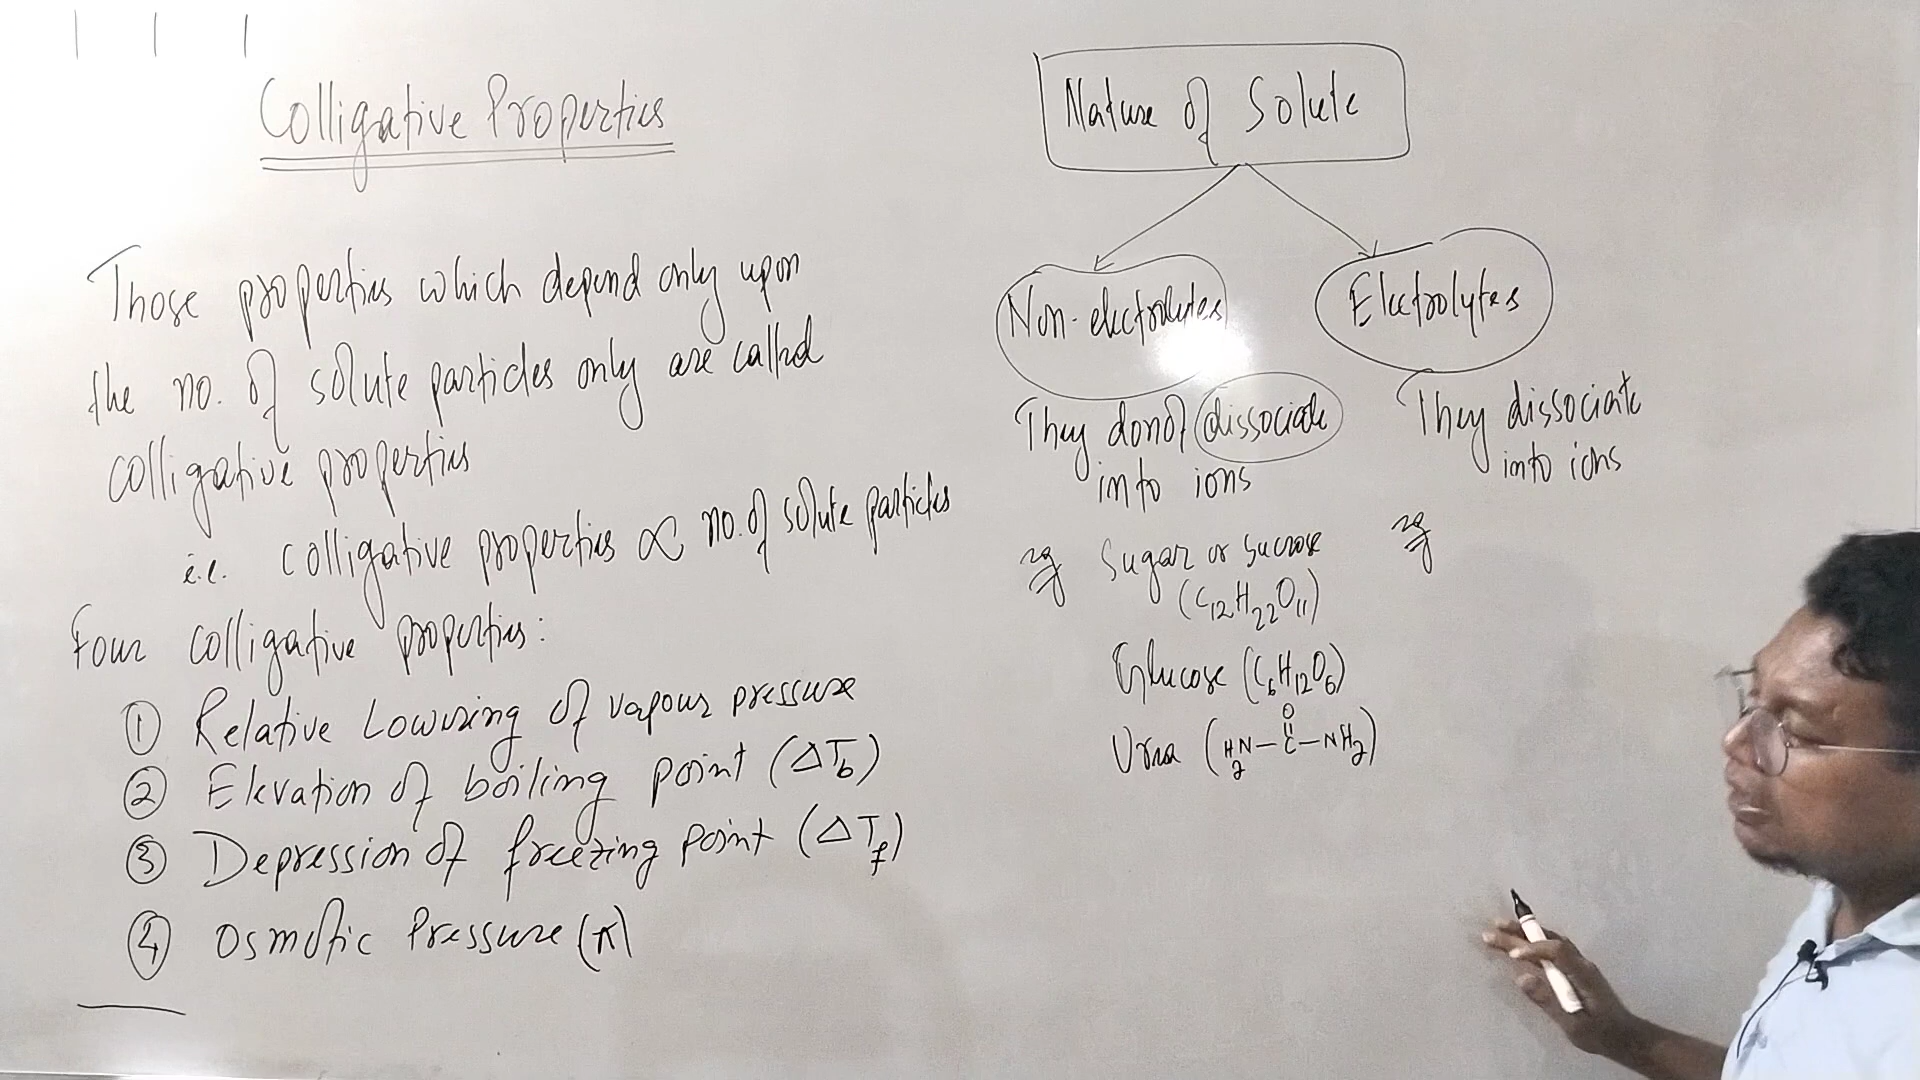 Colligative Properties
Those properties which depend only upon
the no. of solute particles only are called
colligative properties
i.e. colligative properties ∝ no. of solute particles
Four colligative properties:
① Relative Lowering of vapour pressure
② Elevation of boiling point (ΔT_b)
③ Depression of freezing point (ΔT_f)
④ Osmotic Pressure (π)
Nature of Solute
Non-electrolytes
They donot dissociate
into ions
eg Sugar or sucrose
(C₁₂H₂₂O₁₁)
Glucose (C₆H₁₂O₆)
O
||
Urea (H₂N—C—NH₂)
Electrolytes
They dissociate
into ions
eg